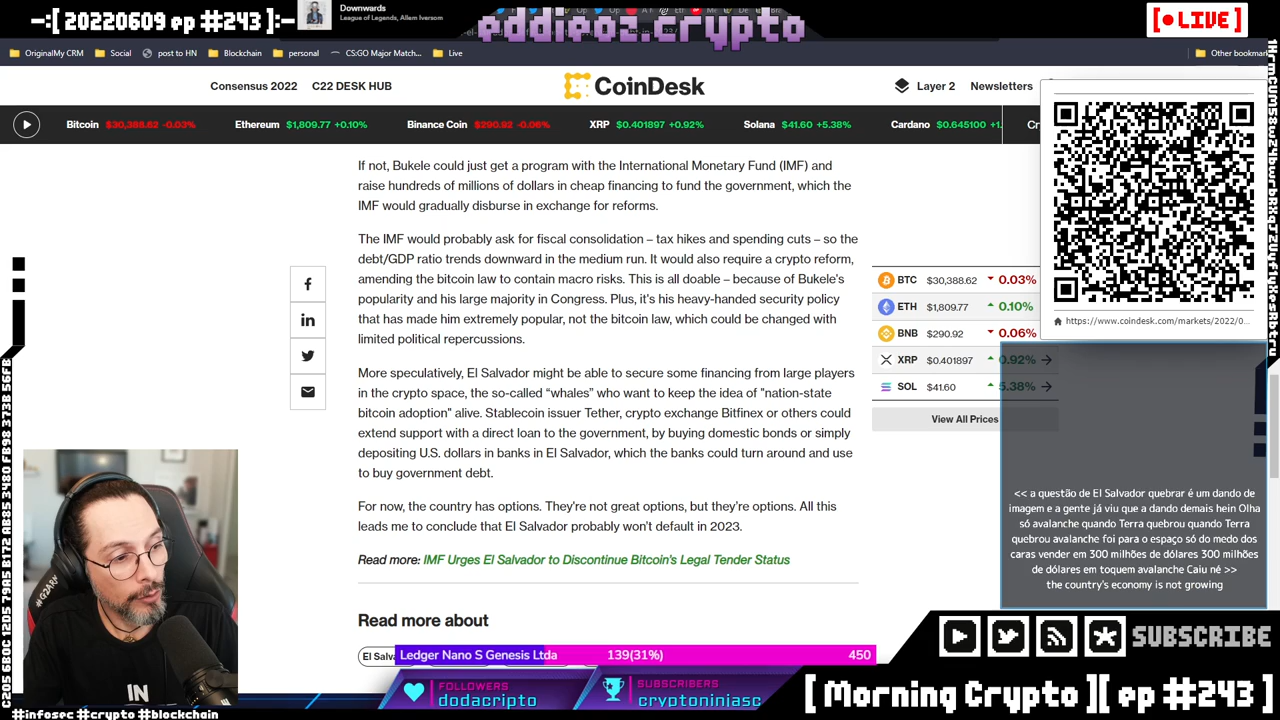 —:[ 20220609 ep #243 ]:—
Downwards
League of Legends, Allem Iversom
eddieoz.crypto
[● LIVE]
OriginalMy CRM
Social
post to HN
Blockchain
personal
CS:GO Major Match...
Live
Other bookmar
Consensus 2022
C22 DESK HUB
CoinDesk
Layer 2
Newsletters
Bitcoin $30,388.62 -0.03%
Ethereum $1,809.77 +0.10%
Binance Coin $290.92 -0.06%
XRP $0.401897 +0.92%
Solana $41.60 +5.38%
Cardano $0.645100 +1.
Cr
If not, Bukele could just get a program with the International Monetary Fund (IMF) and
raise hundreds of millions of dollars in cheap financing to fund the government, which the
IMF would gradually disburse in exchange for reforms.
The IMF would probably ask for fiscal consolidation – tax hikes and spending cuts – so the
debt/GDP ratio trends downward in the medium run. It would also require a crypto reform,
amending the bitcoin law to contain macro risks. This is all doable – because of Bukele's
popularity and his large majority in Congress. Plus, it's his heavy-handed security policy
that has made him extremely popular, not the bitcoin law, which could be changed with
limited political repercussions.
More speculatively, El Salvador might be able to secure some financing from large players
in the crypto space, the so-called “whales” who want to keep the idea of "nation-state
bitcoin adoption" alive. Stablecoin issuer Tether, crypto exchange Bitfinex or others could
extend support with a direct loan to the government, by buying domestic bonds or simply
depositing U.S. dollars in banks in El Salvador, which the banks could turn around and use
to buy government debt.
For now, the country has options. They're not great options, but they’re options. All this
leads me to conclude that El Salvador probably won’t default in 2023.
Read more: IMF Urges El Salvador to Discontinue Bitcoin’s Legal Tender Status
Read more about
El Salv
BTC $30,388.62 0.03%
ETH $1,809.77 0.10%
BNB $290.92 0.06%
XRP $0.401897 0.92%
SOL $41.60 5.38%
View All Prices
https://www.coindesk.com/markets/2022/0...
<< a questão de El Salvador quebrar é um dando de
imagem e a gente já viu que a dando demais hein Olha
só avalanche quando Terra quebrou quando Terra
quebrou avalanche foi para o espaço só do medo dos
caras vender em 300 milhões de dólares 300 milhões
de dólares em toquem avalanche Caiu né >>
the country's economy is not growing
Ledger Nano S Genesis Ltda
139(31%)
450
FOLLOWERS
dodacripto
SUBSCRIBERS
cryptoninjasc
SUBSCRIBE
[ Mornang Crypto ][ ep #243 ]
#infosec #crypto #blockchain